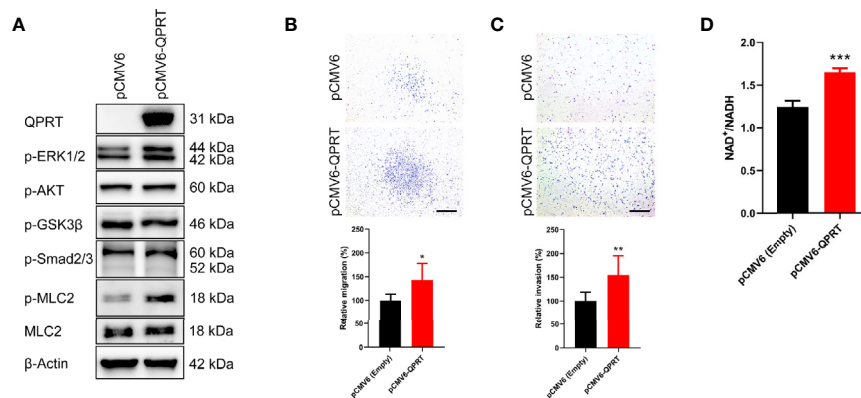 A
pCMV6
pCMV6-QPRT
QPRT
31 kDa
p-ERK1/2
44 kDa
42 kDa
p-AKT
60 kDa
p-GSK3β
46 kDa
p-Smad2/3
60 kDa
52 kDa
p-MLC2
18 kDa
MLC2
18 kDa
β-Actin
42 kDa
B
pCMV6
pCMV6-QPRT
Relative migration (%)
250
200
150
100
50
0
*
pCMV6 (Empty)
pCMV6-QPRT
C
pCMV6
pCMV6-QPRT
Relative invasion (%)
250
200
150
100
50
0
**
pCMV6 (Empty)
pCMV6-QPRT
D
NAD⁺/NADH
2.0
1.5
1.0
0.5
0.0
***
pCMV6 (Empty)
pCMV6-QPRT